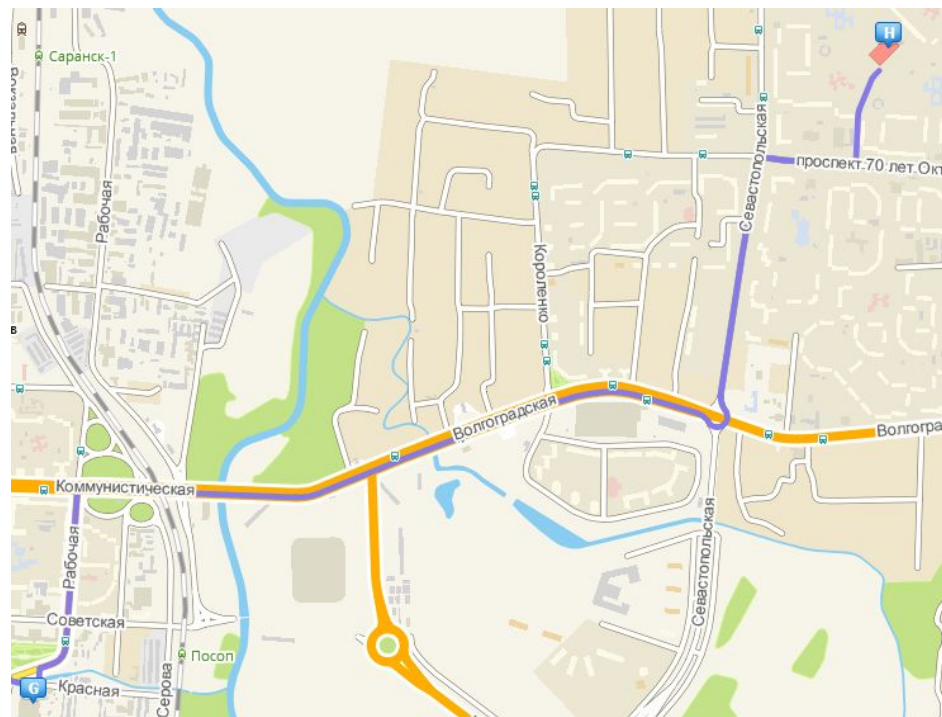 Саранск-1
H
Рабочая
Севастопольская
проспект 70 лет Окт
Короленко
в
Волгоградская
Волгогра
Коммунистическая
Рабочая
Севастопольская
Советская
Посоп
G
Красная
Серова